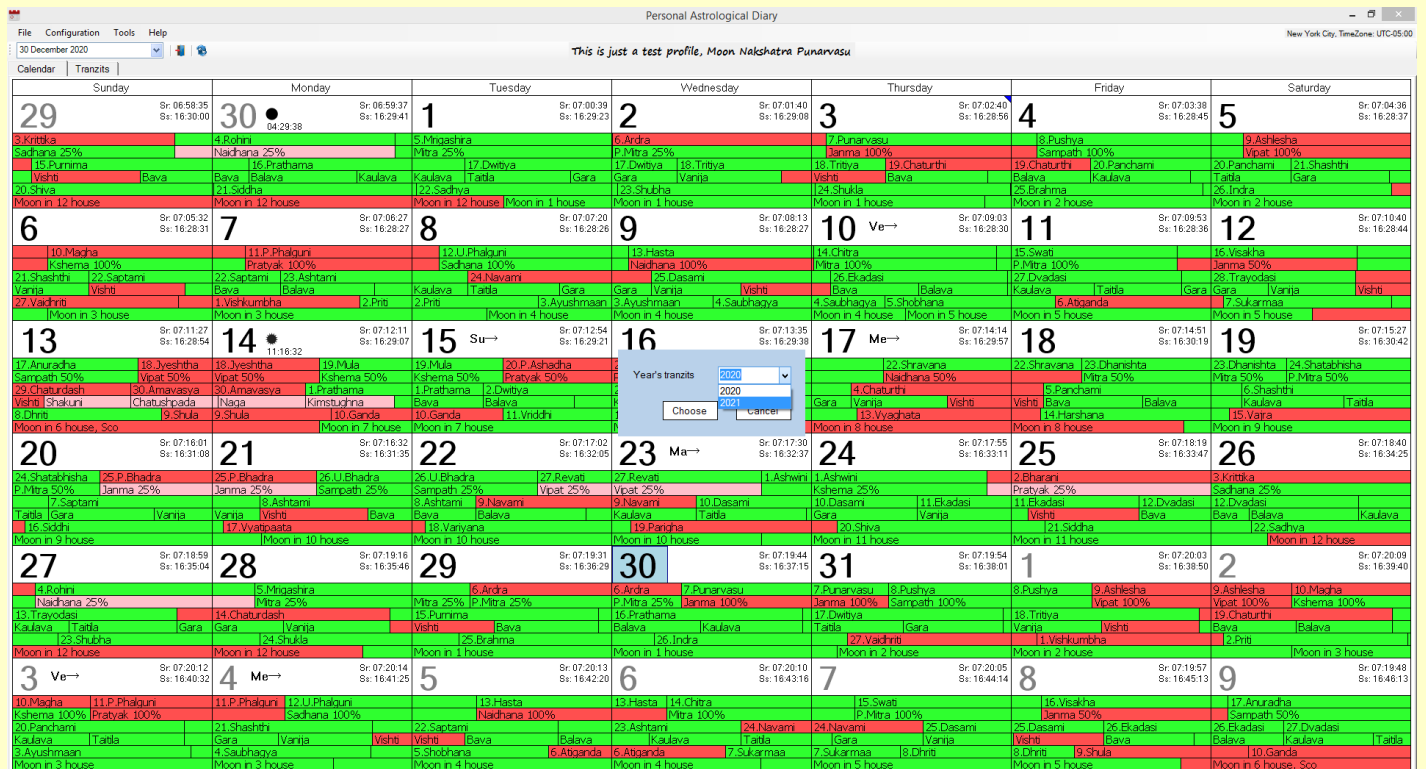 Personal Astrological Diary
File Configuration Tools Help
New York City, TimeZone: UTC-05:00
30 December 2020
This is just a test profile, Moon Nakshatra Punarvasu
Calendar Tranzits
Sunday Monday Tuesday Wednesday Thursday Friday Saturday
29 Sr: 06:58:35 Ss: 16:30:00 30 04:29:38 Sr: 06:59:37 Ss: 16:29:41 1 Sr: 07:00:39 Ss: 16:29:23 2 Sr: 07:01:40 Ss: 16:29:08 3 Sr: 07:02:40 Ss: 16:28:56 4 Sr: 07:03:38 Ss: 16:28:45 5 Sr: 07:04:36 Ss: 16:28:37
3.Krittika 4.Rohini 5.Mrigashira 6.Ardra 7.Punarvasu 8.Pushya 9.Ashlesha
Sadhana 25% Naidhana 25% Mitra 25% P.Mitra 25% Janma 100% Sampath 100% Vipat 100%
15.Purnima 16.Prathama 17.Dwitiya 17.Dwitiya 18.Tritiya 18.Tritiya 19.Chaturthi 19.Chaturthi 20.Panchami 20.Panchami 21.Shashthi
Vishti Bava Bava Balava Kaulava Kaulava Taitila Gara Gara Vanija Vishti Bava Balava Kaulava Taitila Gara
20.Shiva 21.Siddha 22.Sadhya 23.Shubha 24.Shukla 25.Brahma 26.Indra
Moon in 12 house Moon in 12 house Moon in 12 house Moon in 1 house Moon in 1 house Moon in 1 house Moon in 2 house Moon in 2 house
6 Sr: 07:05:32 Ss: 16:28:31 7 Sr: 07:06:27 Ss: 16:28:27 8 Sr: 07:07:20 Ss: 16:28:26 9 Sr: 07:08:13 Ss: 16:28:27 10 Ve→ Sr: 07:09:03 Ss: 16:28:30 11 Sr: 07:09:53 Ss: 16:28:36 12 Sr: 07:10:40 Ss: 16:28:44
10.Magha 11.P.Phalguni 12.U.Phalguni 13.Hasta 14.Chitra 15.Swati 16.Visakha
Kshema 100% Pratyak 100% Sadhana 100% Naidhana 100% Mitra 100% P.Mitra 100% Janma 50%
21.Shashthi 22.Saptami 22.Saptami 23.Ashtami 24.Navami 25.Dasami 26.Ekadasi 27.Dvadasi 28.Trayodasi
Vanija Vishti Bava Balava Kaulava Taitila Gara Gara Vanija Vishti Bava Balava Kaulava Taitila Gara Gara Vanija Vishti
27.Vaidhriti 1.Vishkumbha 2.Priti 2.Priti 3.Ayushmaan 3.Ayushmaan 4.Saubhagya 4.Saubhagya 5.Shobhana 6.Atiganda 7.Sukarmaa
Moon in 3 house Moon in 3 house Moon in 4 house Moon in 4 house Moon in 4 house Moon in 5 house Moon in 5 house Moon in 5 house
13 Sr: 07:11:27 Ss: 16:28:54 14 11:16:32 Sr: 07:12:11 Ss: 16:29:07 15 Su→ Sr: 07:12:54 Ss: 16:29:21 16 Sr: 07:13:35 Ss: 16:29:38 17 Me→ Sr: 07:14:14 Ss: 16:29:57 18 Sr: 07:14:51 Ss: 16:30:19 19 Sr: 07:15:27 Ss: 16:30:42
17.Anuradha 18.Jyeshtha 18.Jyeshtha 19.Mula 19.Mula 20.P.Ashadha 22.Shravana 22.Shravana 23.Dhanishta 23.Dhanishta 24.Shatabhisha
Sampath 50% Vipat 50% Vipat 50% Kshema 50% Kshema 50% Pratyak 50% Naidhana 50% Mitra 50% Mitra 50% P.Mitra 50%
29.Chaturdash 30.Amavasya 30.Amavasya 1.Prathama 1.Prathama 2.Dwitiya 4.Chaturthi 5.Panchami 6.Shashthi
Vishti Shakuni Chatushpada Naga Kimstughna Bava Balava Gara Vanija Vishti Vishti Bava Balava Kaulava Taitila
8.Dhriti 9.Shula 9.Shula 10.Ganda 10.Ganda 11.Vriddhi 13.Vyaghata 14.Harshana 15.Vajra
Moon in 6 house, Sco Moon in 7 house Moon in 7 house Moon in 8 house Moon in 8 house Moon in 9 house
Year's tranzits 2020
2020
2021
Choose Cancel
20 Sr: 07:16:01 Ss: 16:31:08 21 Sr: 07:16:32 Ss: 16:31:35 22 Sr: 07:17:02 Ss: 16:32:05 23 Ma→ Sr: 07:17:30 Ss: 16:32:37 24 Sr: 07:17:55 Ss: 16:33:11 25 Sr: 07:18:19 Ss: 16:33:47 26 Sr: 07:18:40 Ss: 16:34:25
24.Shatabhisha 25.P.Bhadra 25.P.Bhadra 26.U.Bhadra 26.U.Bhadra 27.Revati 27.Revati 1.Ashwini 1.Ashwini 2.Bharani 3.Krittika
P.Mitra 50% Janma 25% Janma 25% Sampath 25% Sampath 25% Vipat 25% Vipat 25% Kshema 25% Pratyak 25% Sadhana 25%
7.Saptami 8.Ashtami 8.Ashtami 9.Navami 9.Navami 10.Dasami 10.Dasami 11.Ekadasi 11.Ekadasi 12.Dvadasi 12.Dvadasi
Taitila Gara Vanija Vanija Vishti Bava Bava Balava Kaulava Taitila Gara Vanija Vishti Bava Bava Balava Kaulava
16.Siddhi 17.Vyatipaata 18.Variyana 19.Parigha 20.Shiva 21.Siddha 22.Sadhya
Moon in 9 house Moon in 10 house Moon in 10 house Moon in 10 house Moon in 11 house Moon in 11 house Moon in 12 house
27 Sr: 07:18:59 Ss: 16:35:04 28 Sr: 07:19:16 Ss: 16:35:46 29 Sr: 07:19:31 Ss: 16:36:29 30 Sr: 07:19:44 Ss: 16:37:15 31 Sr: 07:19:54 Ss: 16:38:01 1 Sr: 07:20:03 Ss: 16:38:50 2 Sr: 07:20:09 Ss: 16:39:40
4.Rohini 5.Mrigashira 6.Ardra 6.Ardra 7.Punarvasu 7.Punarvasu 8.Pushya 8.Pushya 9.Ashlesha 9.Ashlesha 10.Magha
Naidhana 25% Mitra 25% Mitra 25% P.Mitra 25% P.Mitra 25% Janma 100% Janma 100% Sampath 100% Vipat 100% Vipat 100% Kshema 100%
13.Trayodasi 14.Chaturdash 15.Purnima 16.Prathama 17.Dwitiya 18.Tritiya 19.Chaturthi
Kaulava Taitila Gara Gara Vanija Vishti Bava Balava Kaulava Taitila Gara Vanija Vishti Bava Balava
23.Shubha 24.Shukla 25.Brahma 26.Indra 27.Vaidhriti 1.Vishkumbha 2.Priti
Moon in 12 house Moon in 12 house Moon in 1 house Moon in 1 house Moon in 2 house Moon in 2 house Moon in 3 house
3 Ve→ Sr: 07:20:12 Ss: 16:40:32 4 Me→ Sr: 07:20:14 Ss: 16:41:25 5 Sr: 07:20:13 Ss: 16:42:20 6 Sr: 07:20:10 Ss: 16:43:16 7 Sr: 07:20:05 Ss: 16:44:14 8 Sr: 07:19:57 Ss: 16:45:13 9 Sr: 07:19:48 Ss: 16:46:13
10.Magha 11.P.Phalguni 11.P.Phalguni 12.U.Phalguni 13.Hasta 13.Hasta 14.Chitra 15.Swati 16.Visakha 17.Anuradha
Kshema 100% Pratyak 100% Sadhana 100% Naidhana 100% Mitra 100% P.Mitra 100% Janma 50% Sampath 50%
20.Panchami 21.Shashthi 22.Saptami 23.Ashtami 24.Navami 24.Navami 25.Dasami 25.Dasami 26.Ekadasi 26.Ekadasi 27.Dvadasi
Kaulava Taitila Gara Vanija Vishti Vishti Bava Balava Kaulava Taitila Gara Vanija Vishti Bava Balava Kaulava Taitila
3.Ayushmaan 4.Saubhagya 5.Shobhana 6.Atiganda 6.Atiganda 7.Sukarmaa 7.Sukarmaa 8.Dhriti 8.Dhriti 9.Shula 10.Ganda
Moon in 3 house Moon in 3 house Moon in 4 house Moon in 4 house Moon in 5 house Moon in 5 house Moon in 6 house, Sco